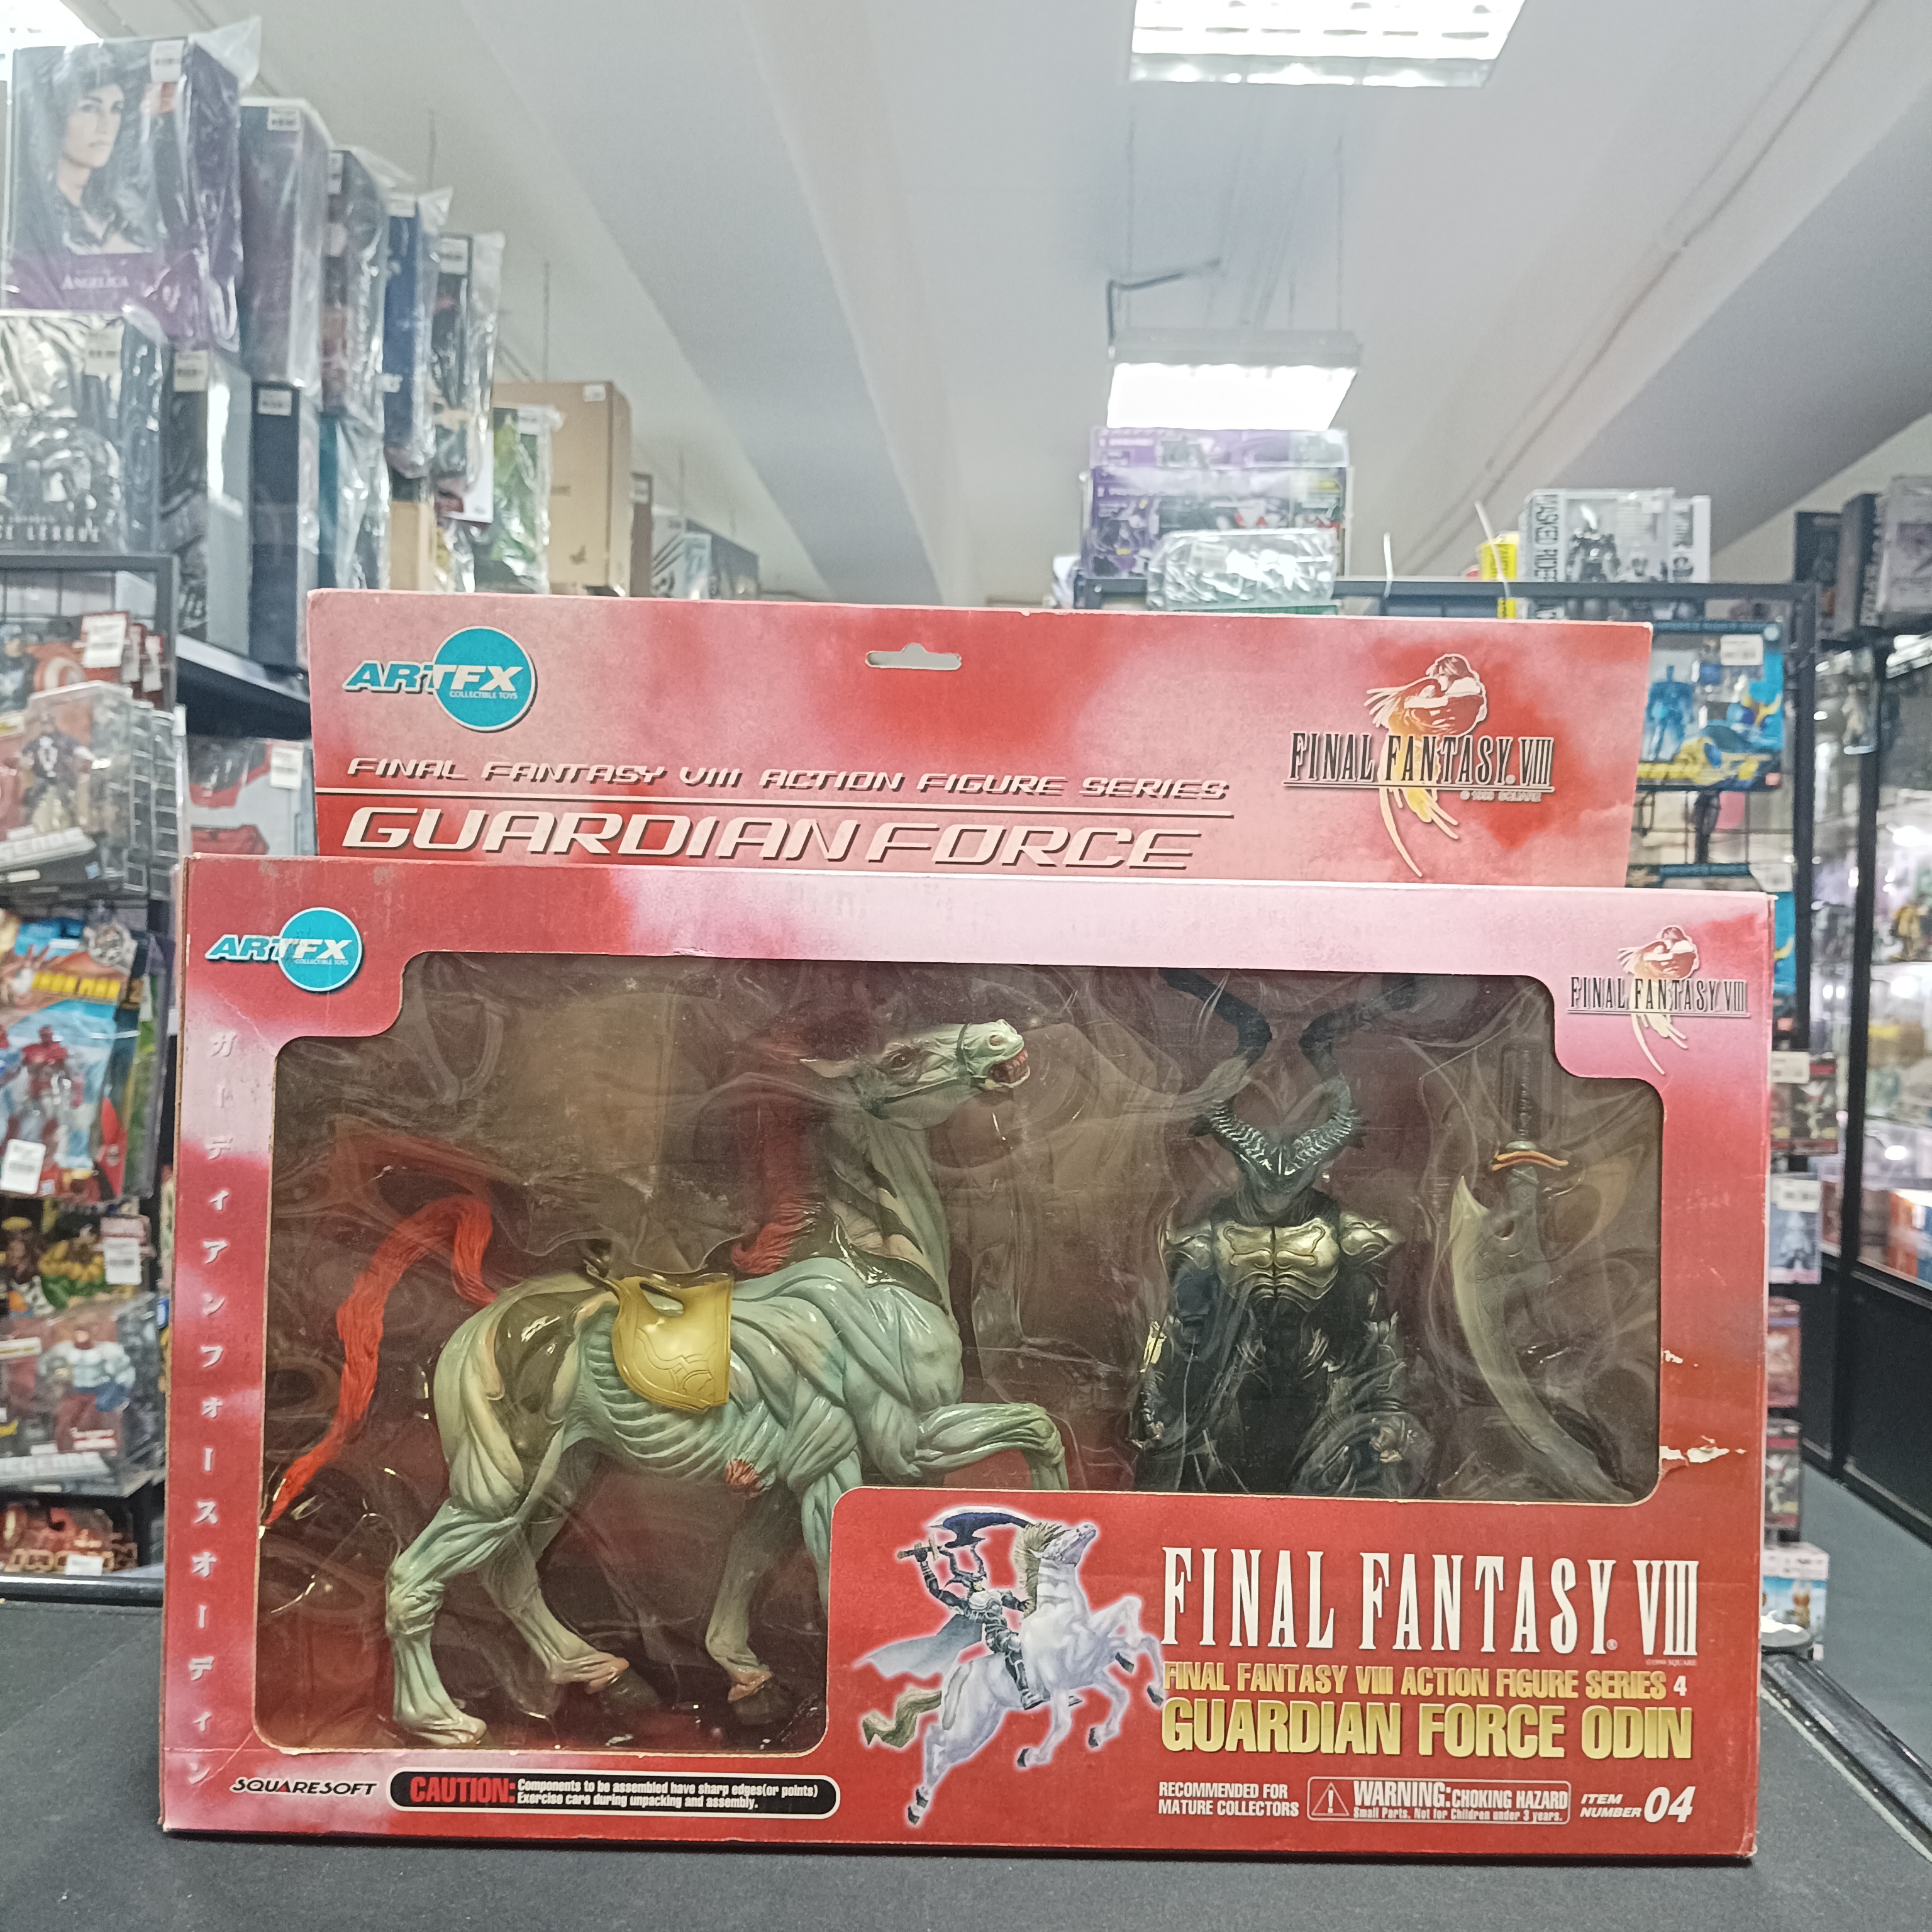 ANGELICA
CE LEAGUE
ARTFX
COLLECTIBLE TOYS
FINAL FANTASY VIII ACTION FIGURE SERIES
GUARDIAN FORCE
FINAL FANTASY VIII
ARTFX
COLLECTIBLE TOYS
FINAL FANTASY VIII
ガーディアンフォースオーディン
FINAL FANTASY® VIII
FINAL FANTASY VIII ACTION FIGURE SERIES 4
GUARDIAN FORCE ODIN
SQUARESOFT
CAUTION: Components to be assembled have sharp edges(or points)
Exercise care during unpacking and assembly.
RECOMMENDED FOR
MATURE COLLECTORS
WARNING: CHOKING HAZARD
Small Parts. Not for Children under 3 years.
ITEM
NUMBER 04